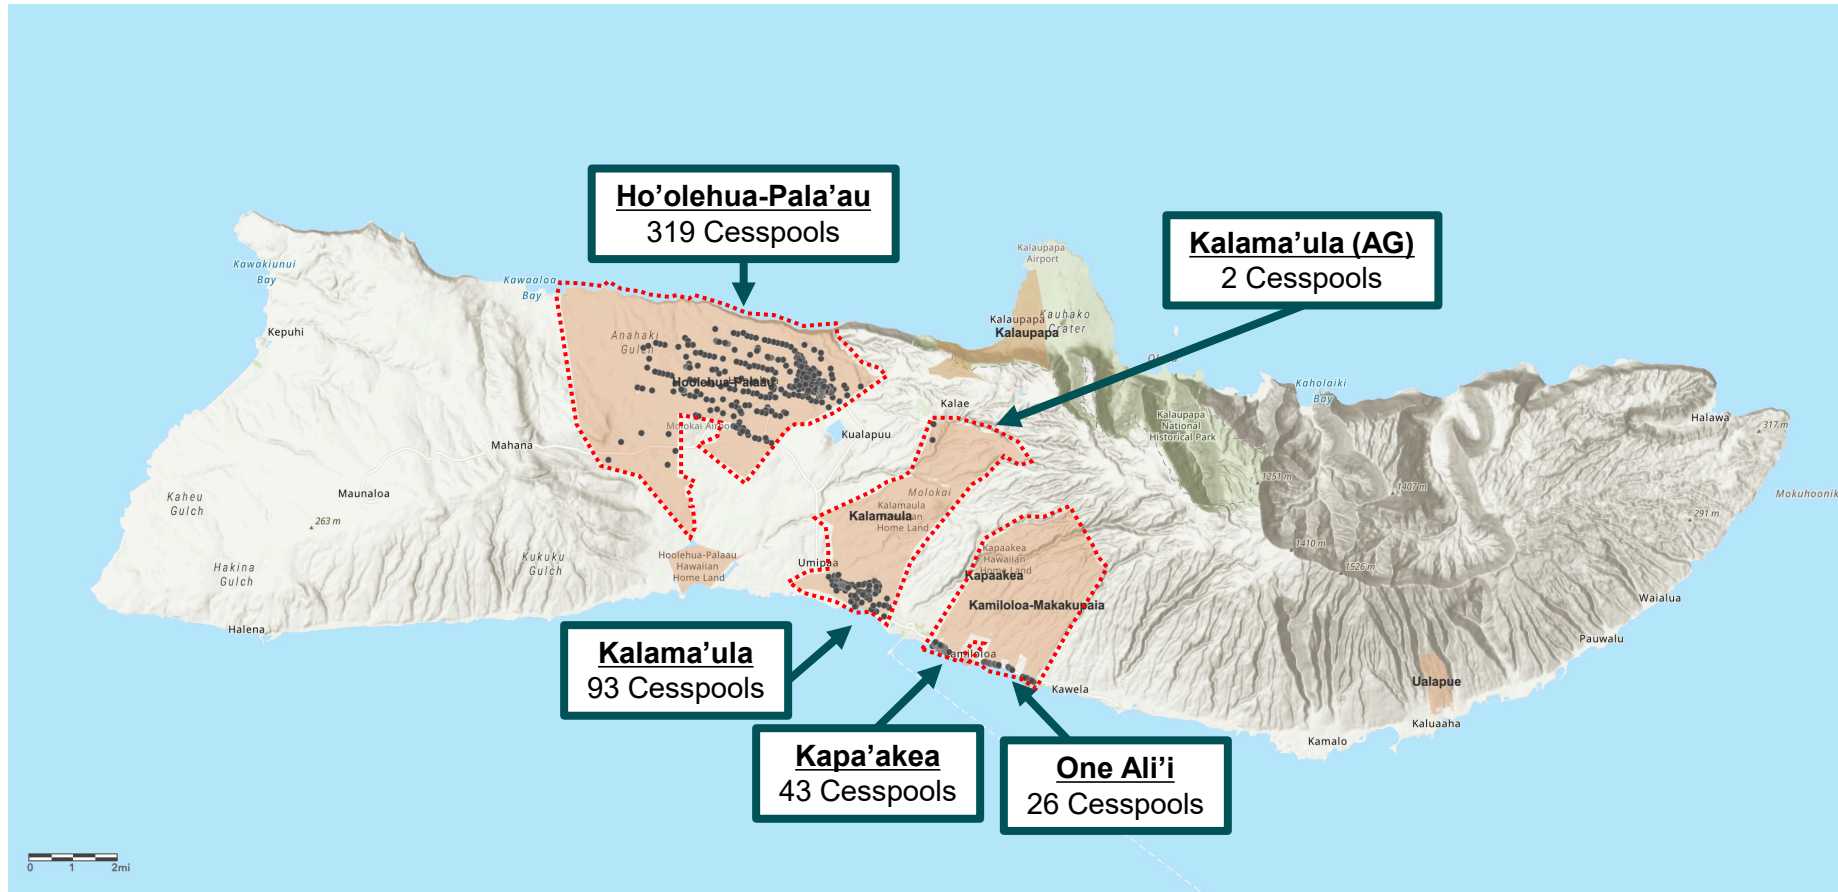 Ho’olehua-Pala’au
319 Cesspools
Kalama’ula (AG)
2 Cesspools
Kawakiunui
Bay
Kawaaloa
Bay
Kepuhi
Anahaki
Gulch
Hoolehua-Palaau
Molokai Airport
Mahana
Maunaloa
Kaheu
Gulch
263 m
Kukuku
Gulch
Hakina
Gulch
Halena
Hoolehua-Palaau
Hawaiian
Home Land
Kualapuu
Kalae
Kalaupapa
Airport
Kalaupapa
Kalaupapa
Kauhako
Crater
Kalaupapa
National
Historical Park
Kaholaiki
Bay
Halawa
317 m
Mokuhoonik
291 m
1251 m
1407 m
1410 m
1526 m
Molokai
Kalamaula
Home Land
Kalamaula
Umipaa
Kapaakea
Hawaiian
Home Land
Kapaakea
Kamiloloa-Makakupaia
Kamiloloa
Kawela
Waialua
Pauwalu
Ualapue
Kaluaaha
Kamalo
Kalama’ula
93 Cesspools
Kapa’akea
43 Cesspools
One Ali’i
26 Cesspools
0 1 2mi